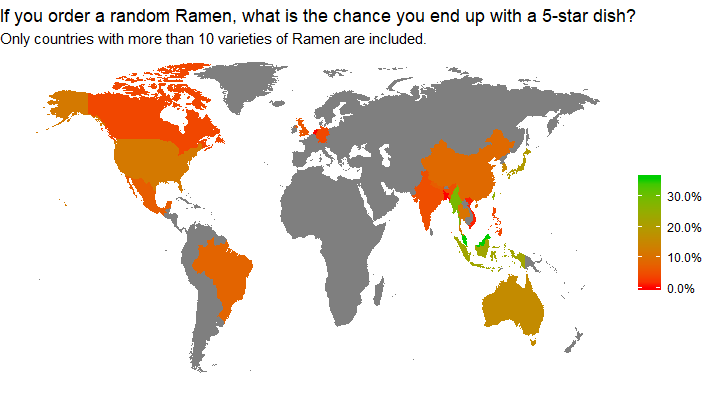 If you order a random Ramen, what is the chance you end up with a 5-star dish?
Only countries with more than 10 varieties of Ramen are included.
30.0%
20.0%
10.0%
0.0%